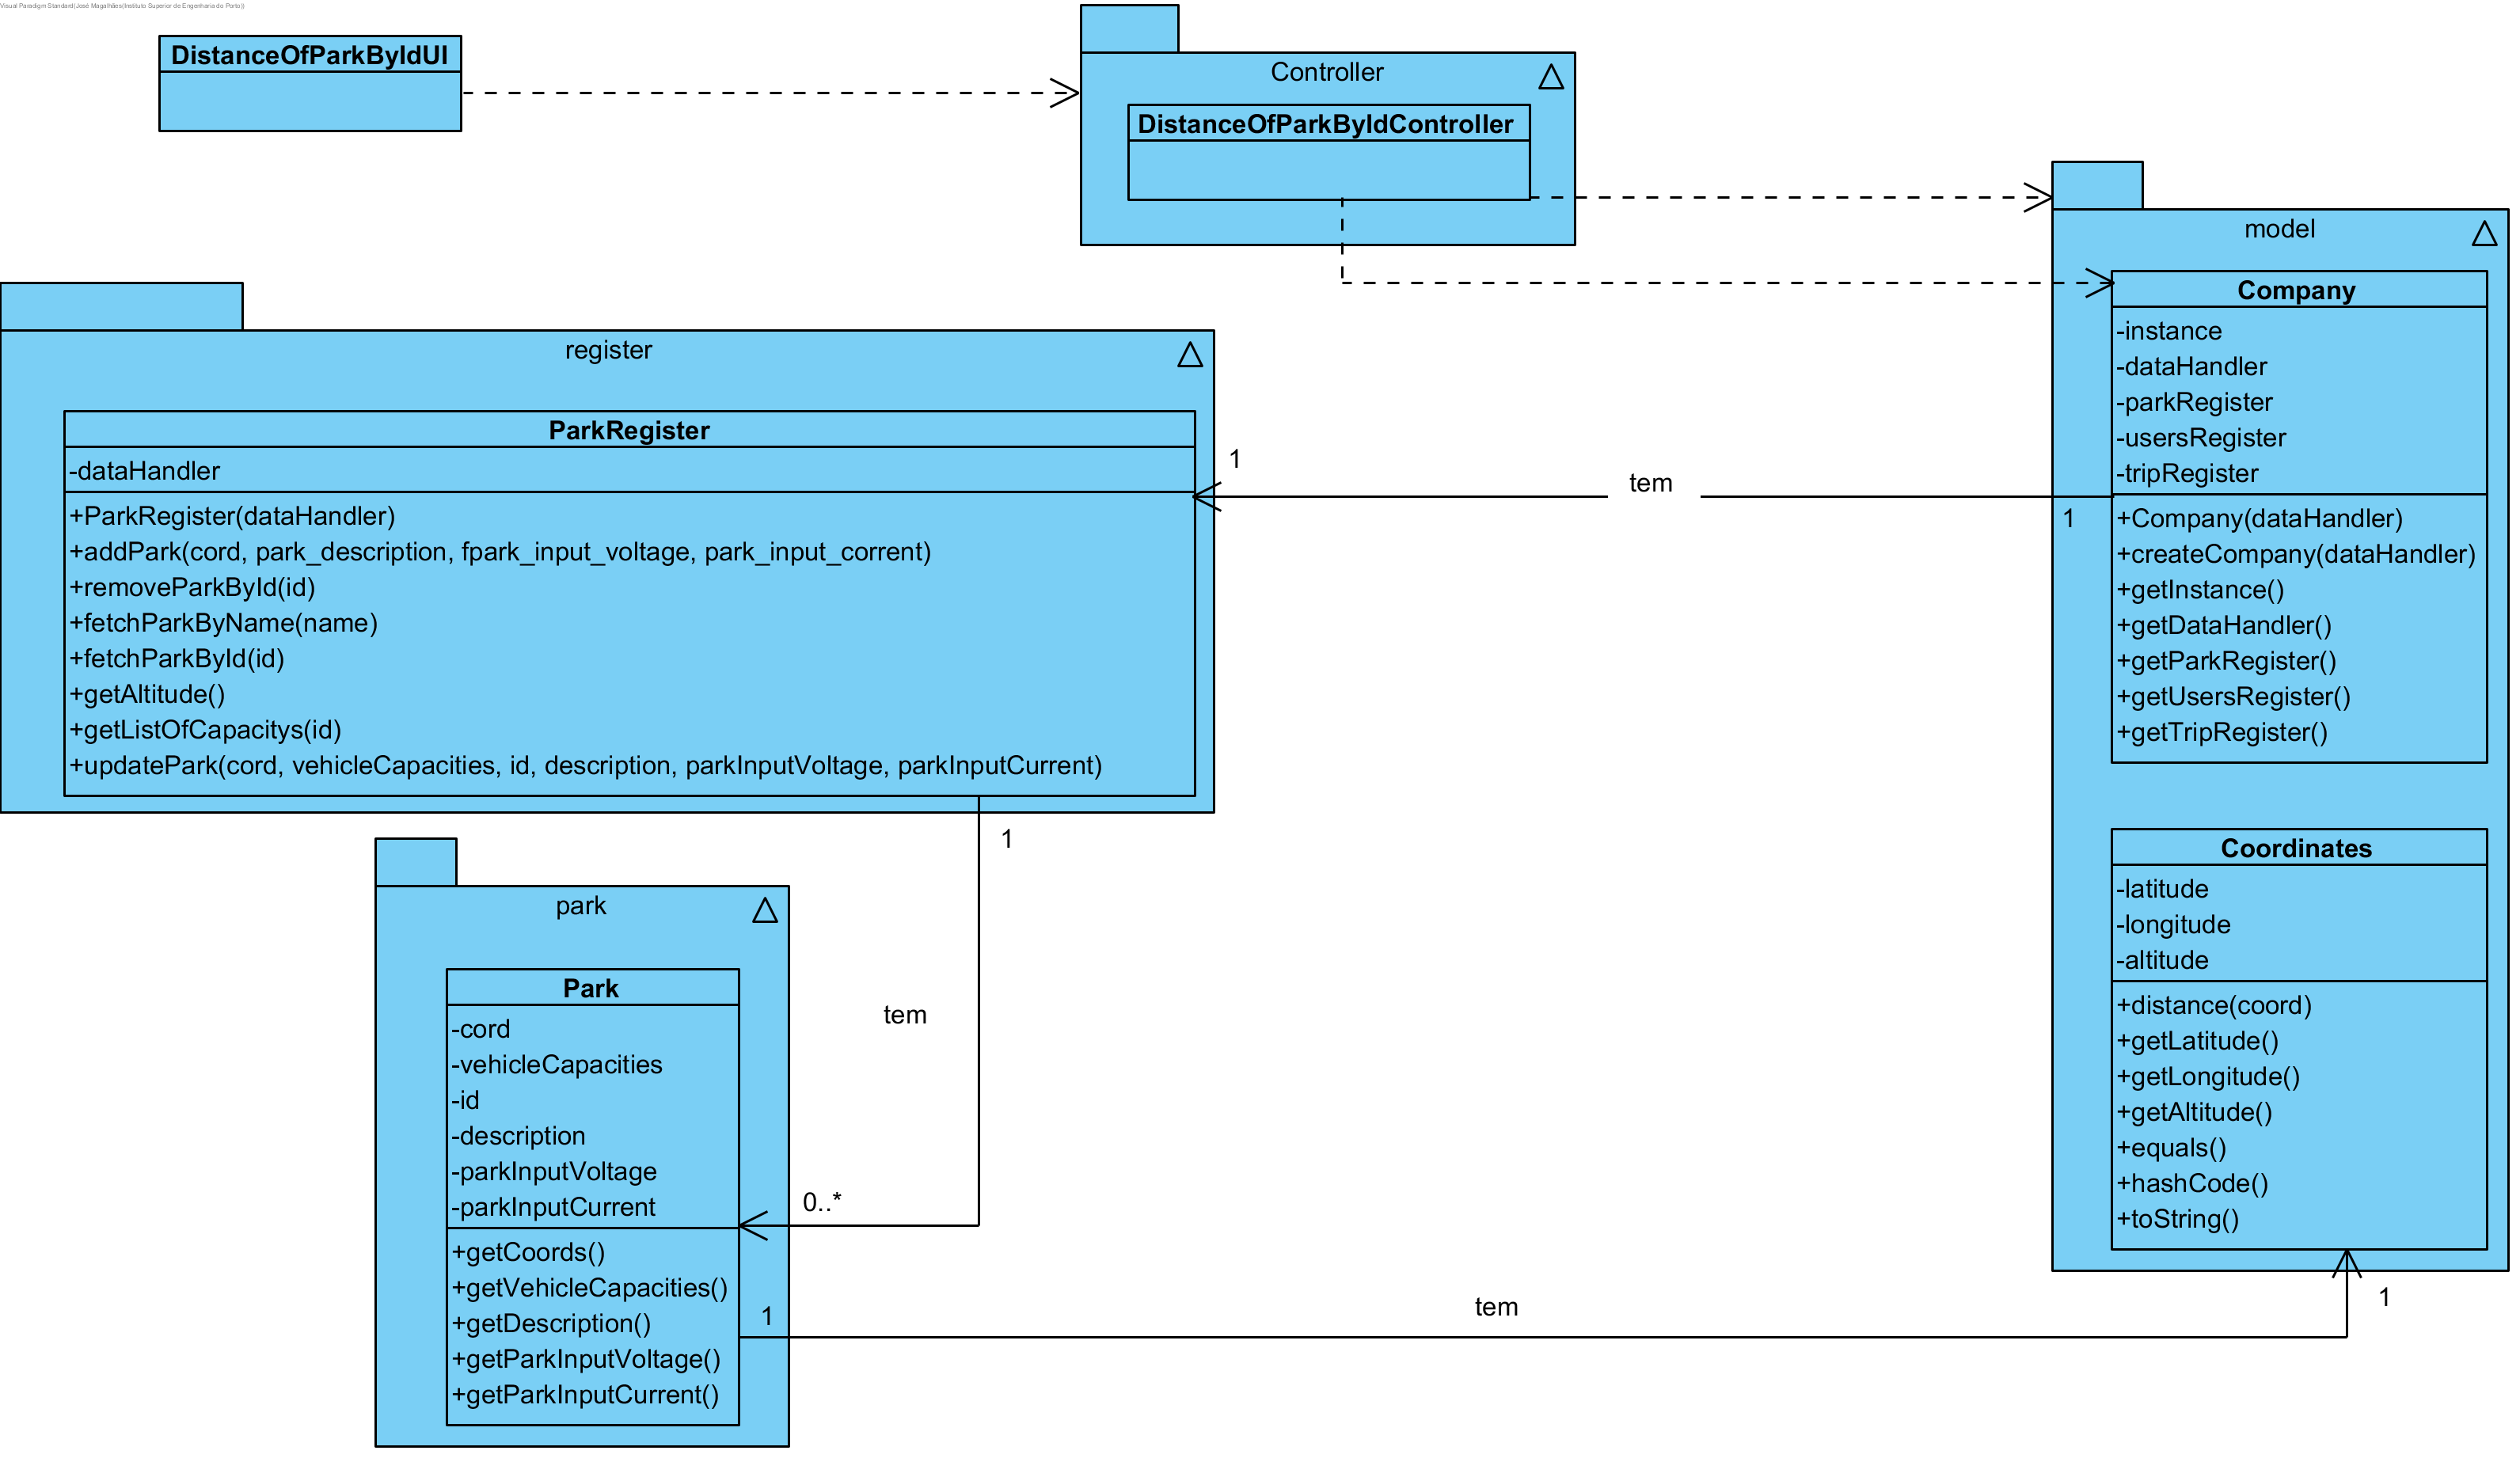 Visual Paradigm Standard(José Magalhães(Instituto Superior de Engenharia do Porto))
DistanceOfParkByIdUI
Controller
DistanceOfParkByIdController
model
Company
-instance
-dataHandler
-parkRegister
-usersRegister
-tripRegister
+Company(dataHandler)
+createCompany(dataHandler)
+getInstance()
+getDataHandler()
+getParkRegister()
+getUsersRegister()
+getTripRegister()
register
ParkRegister
-dataHandler
+ParkRegister(dataHandler)
+addPark(cord, park_description, fpark_input_voltage, park_input_corrent)
+removeParkById(id)
+fetchParkByName(name)
+fetchParkById(id)
+getAltitude()
+getListOfCapacitys(id)
+updatePark(cord, vehicleCapacities, id, description, parkInputVoltage, parkInputCurrent)
1
tem
1
1
tem
0..*
park
Park
-cord
-vehicleCapacities
-id
-description
-parkInputVoltage
-parkInputCurrent
+getCoords()
+getVehicleCapacities()
+getDescription()
+getParkInputVoltage()
+getParkInputCurrent()
1
tem
1
Coordinates
-latitude
-longitude
-altitude
+distance(coord)
+getLatitude()
+getLongitude()
+getAltitude()
+equals()
+hashCode()
+toString()